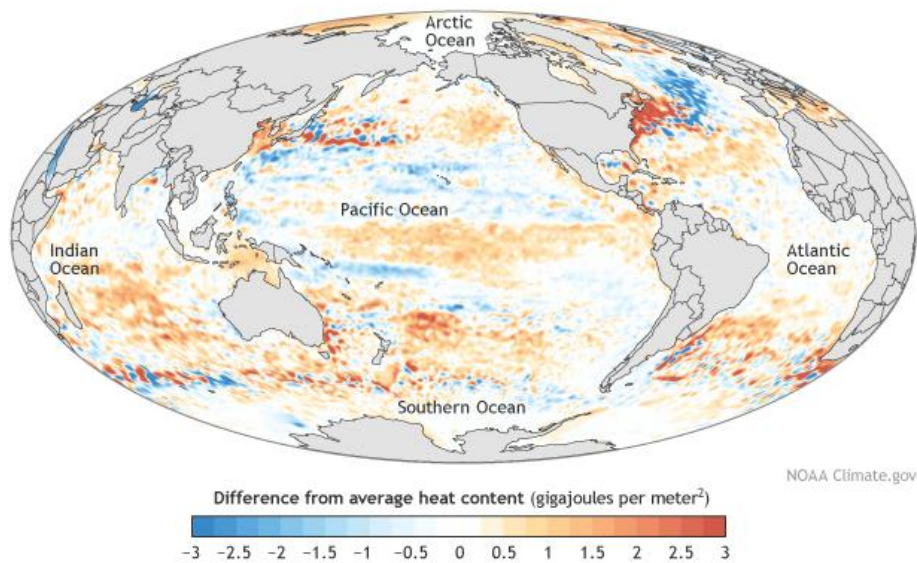 Arctic
Ocean
Pacific Ocean
Indian
Ocean
Atlantic
Ocean
Southern Ocean
NOAA Climate.gov
Difference from average heat content (gigajoules per meter²)
−3 −2.5 −2 −1.5 −1 −0.5 0 0.5 1 1.5 2 2.5 3